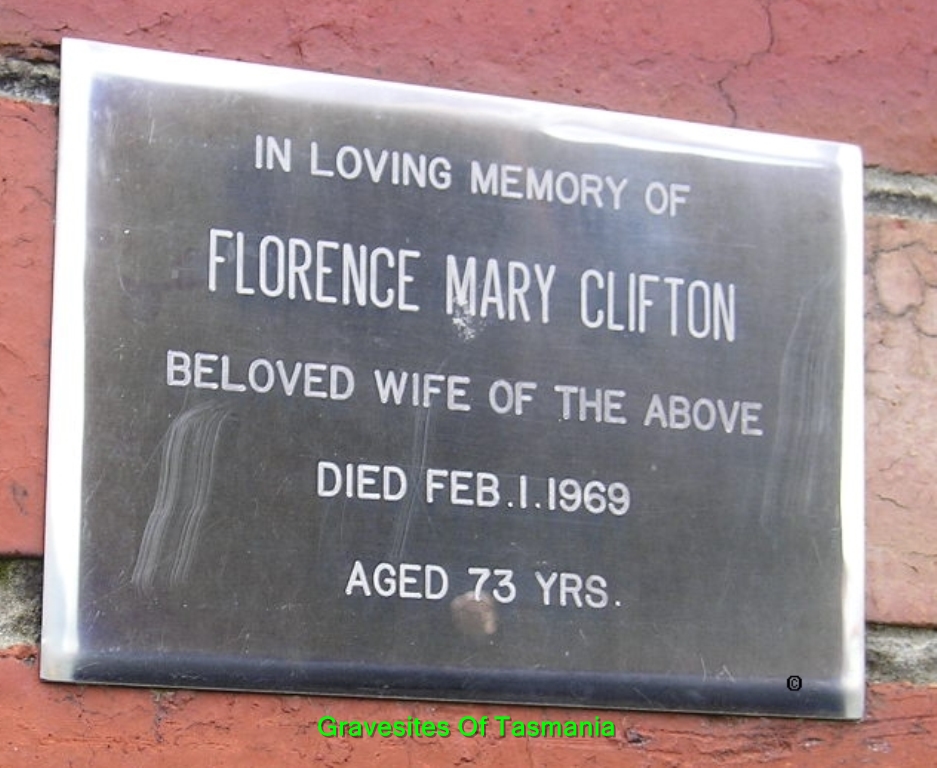 IN LOVING MEMORY OF
FLORENCE MARY CLIFTON
BELOVED WIFE OF THE ABOVE
DIED FEB.1.1969
AGED 73 YRS.
©
Gravesites Of Tasmania